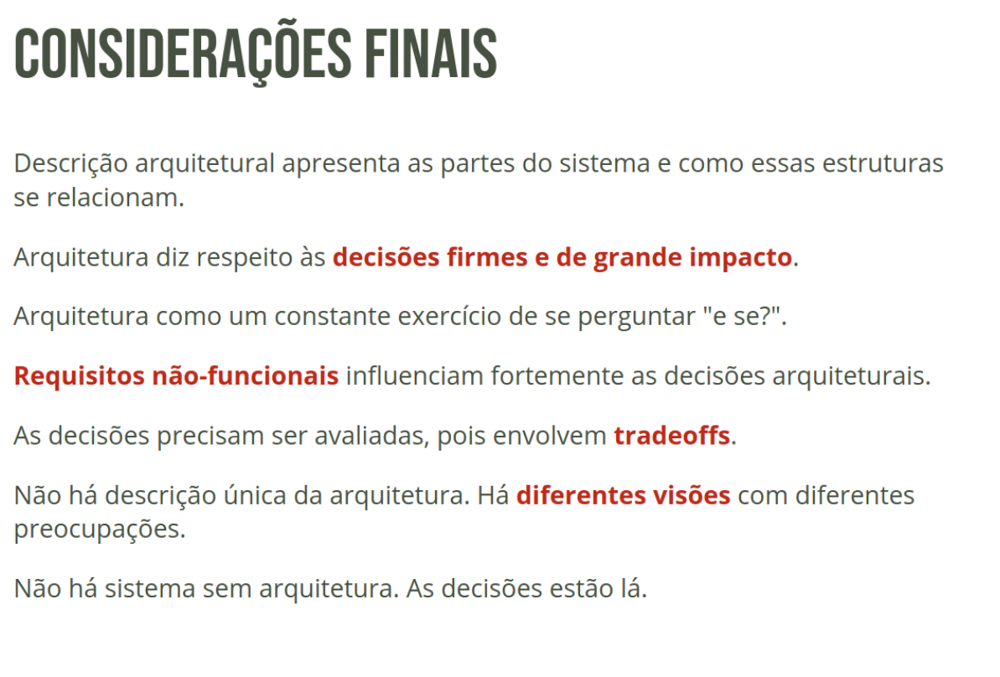 CONSIDERAÇÕES FINAIS
Descrição arquitetural apresenta as partes do sistema e como essas estruturas
se relacionam.
Arquitetura diz respeito às decisões firmes e de grande impacto.
Arquitetura como um constante exercício de se perguntar "e se?".
Requisitos não-funcionais influenciam fortemente as decisões arquiteturais.
As decisões precisam ser avaliadas, pois envolvem tradeoffs.
Não há descrição única da arquitetura. Há diferentes visões com diferentes
preocupações.
Não há sistema sem arquitetura. As decisões estão lá.